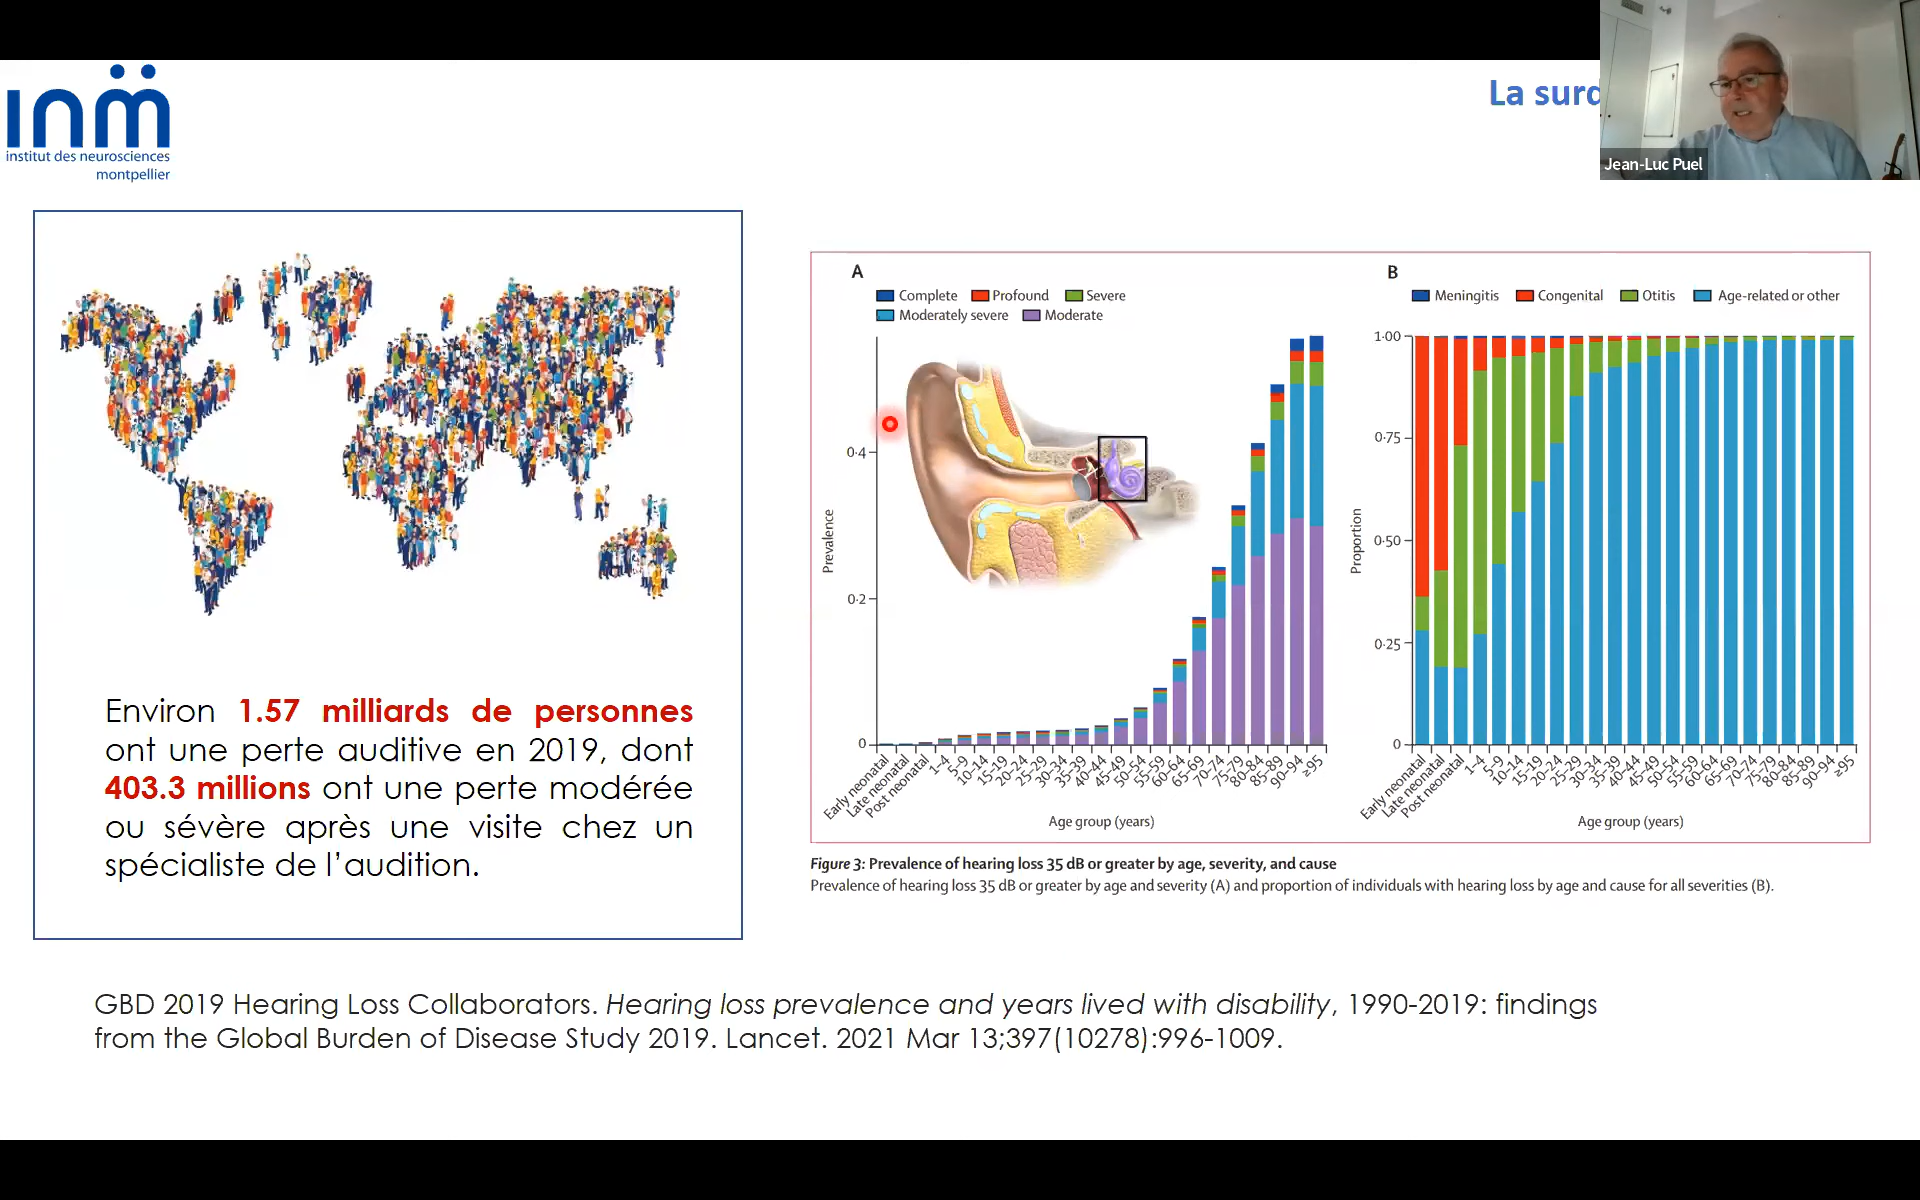 inm
institut des neurosciences
montpellier
La surd
Jean-Luc Puel
Environ 1.57 milliards de personnes
ont une perte auditive en 2019, dont
403.3 millions ont une perte modérée
ou sévère après une visite chez un
spécialiste de l'audition.
A
Complete Profound Severe
Moderately severe Moderate
Prevalence
0·4
0·2
0
Early neonatal
Late neonatal
Post neonatal
1–4
5–9
10–14
15–19
20–24
25–29
30–34
35–39
40–44
45–49
50–54
55–59
60–64
65–69
70–74
75–79
80–84
85–89
90–94
≥95
Age group (years)
B
Meningitis Congenital Otitis Age-related or other
Proportion
1·00
0·75
0·50
0·25
0
Early neonatal
Late neonatal
Post neonatal
1–4
5–9
10–14
15–19
20–24
25–29
30–34
35–39
40–44
45–49
50–54
55–59
60–64
65–69
70–74
75–79
80–84
85–89
90–94
≥95
Age group (years)
Figure 3: Prevalence of hearing loss 35 dB or greater by age, severity, and cause
Prevalence of hearing loss 35 dB or greater by age and severity (A) and proportion of individuals with hearing loss by age and cause for all severities (B).
GBD 2019 Hearing Loss Collaborators. Hearing loss prevalence and years lived with disability, 1990-2019: findings
from the Global Burden of Disease Study 2019. Lancet. 2021 Mar 13;397(10278):996-1009.